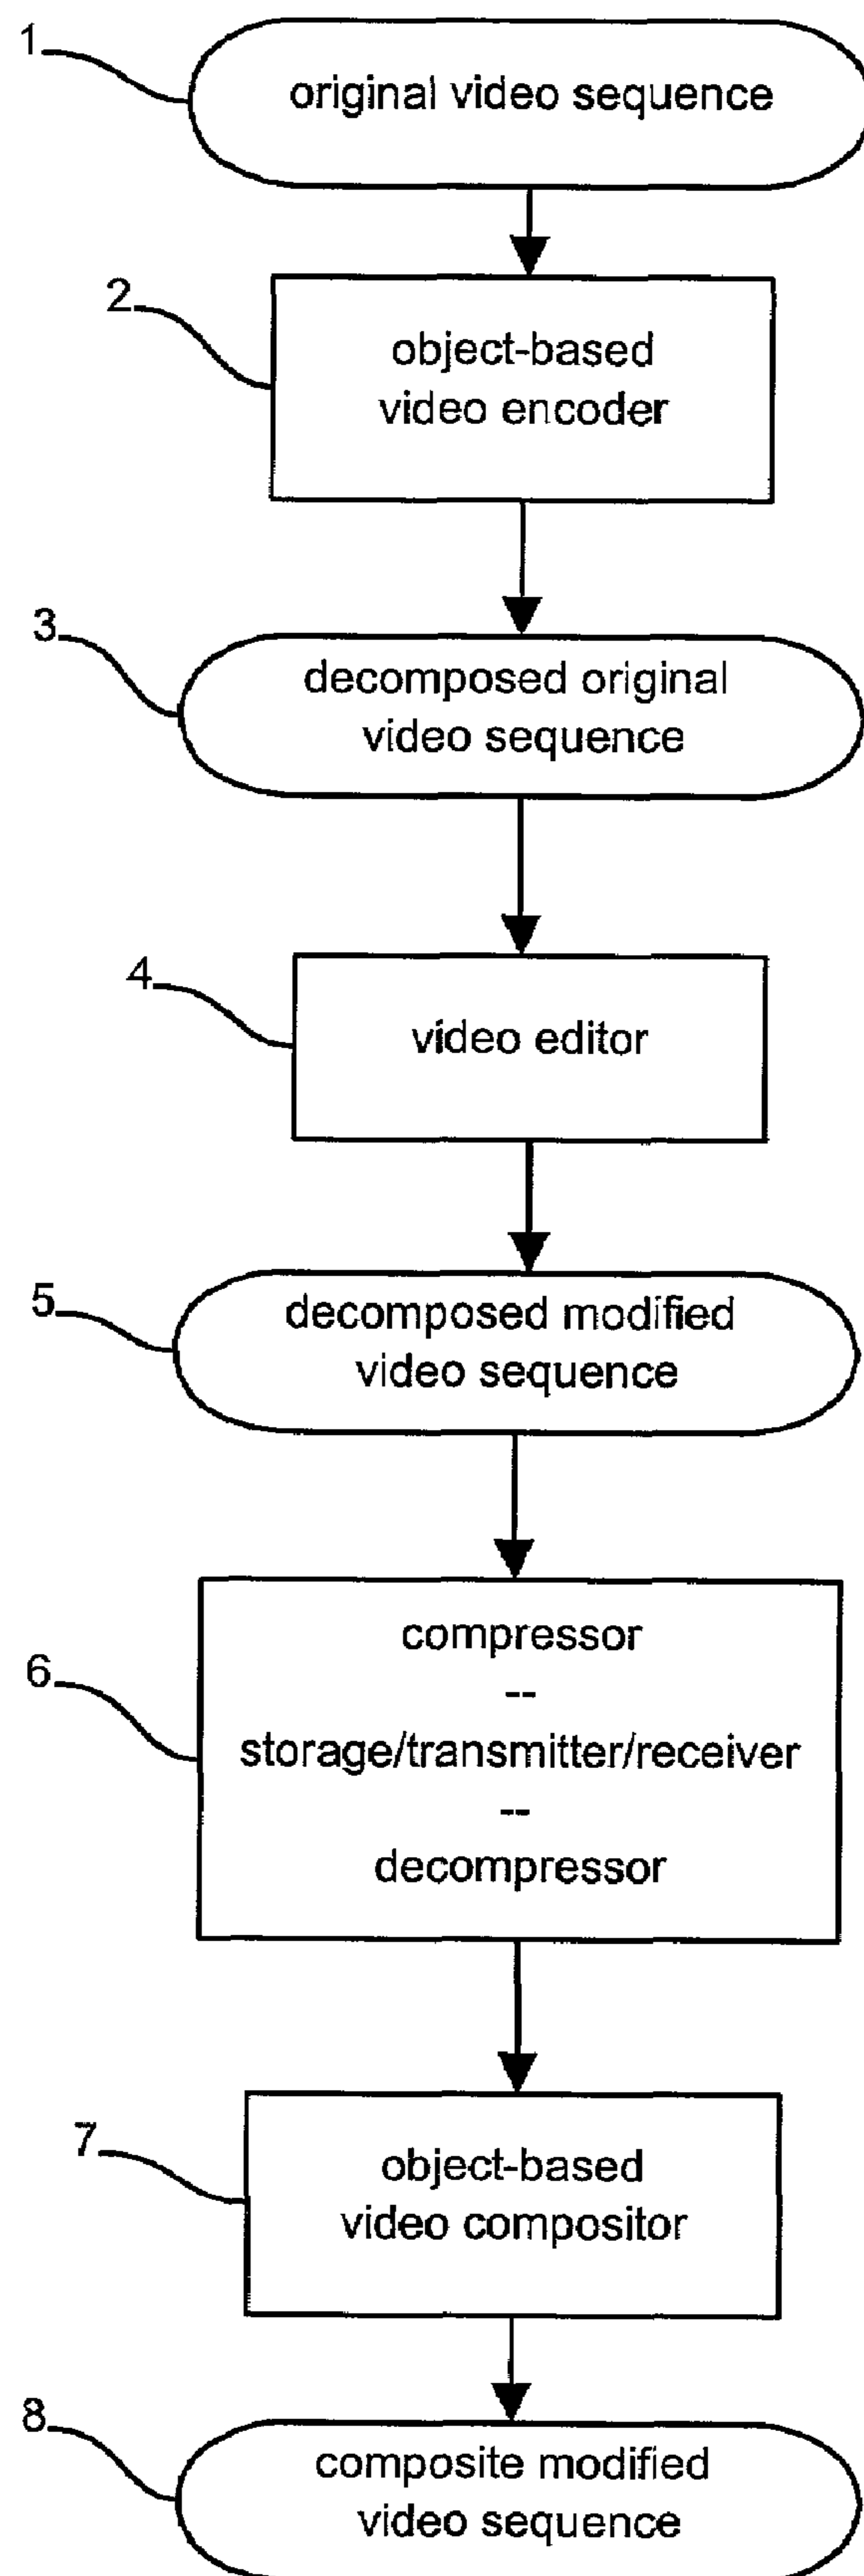 1
original video sequence
2
object-based
video encoder
3
decomposed original
video sequence
4
video editor
5
decomposed modified
video sequence
6
compressor
--
storage/transmitter/receiver
--
decompressor
7
object-based
video compositor
8
composite modified
video sequence